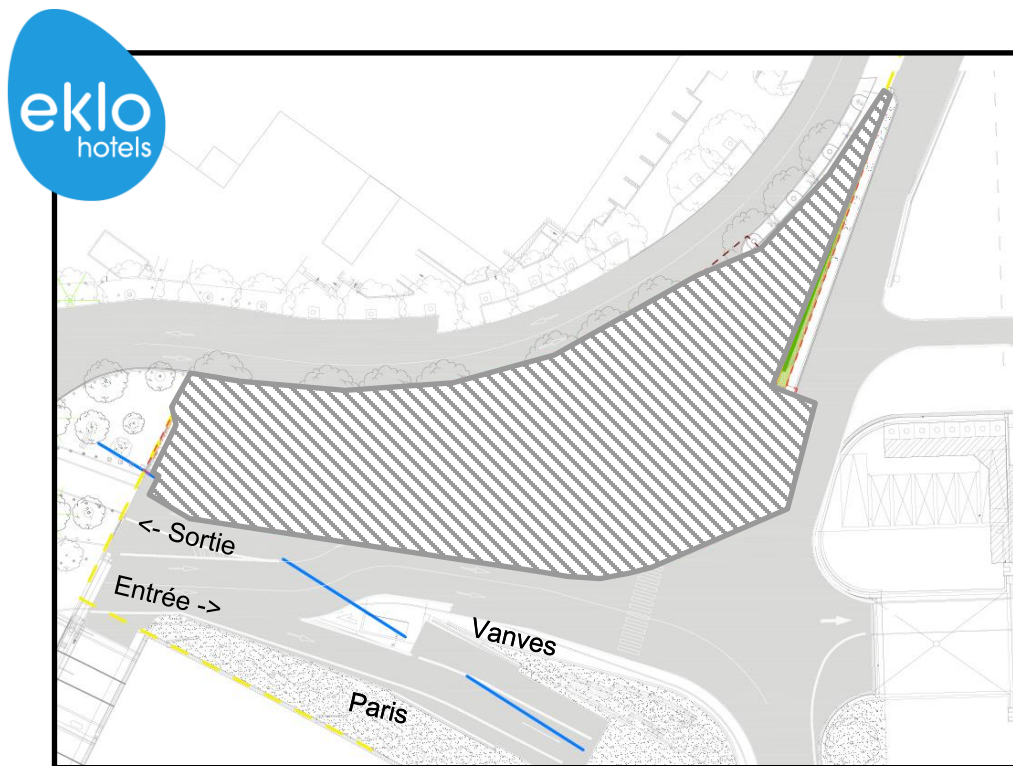 eklo
hotels
<- Sortie
Entrée ->
Vanves
Paris